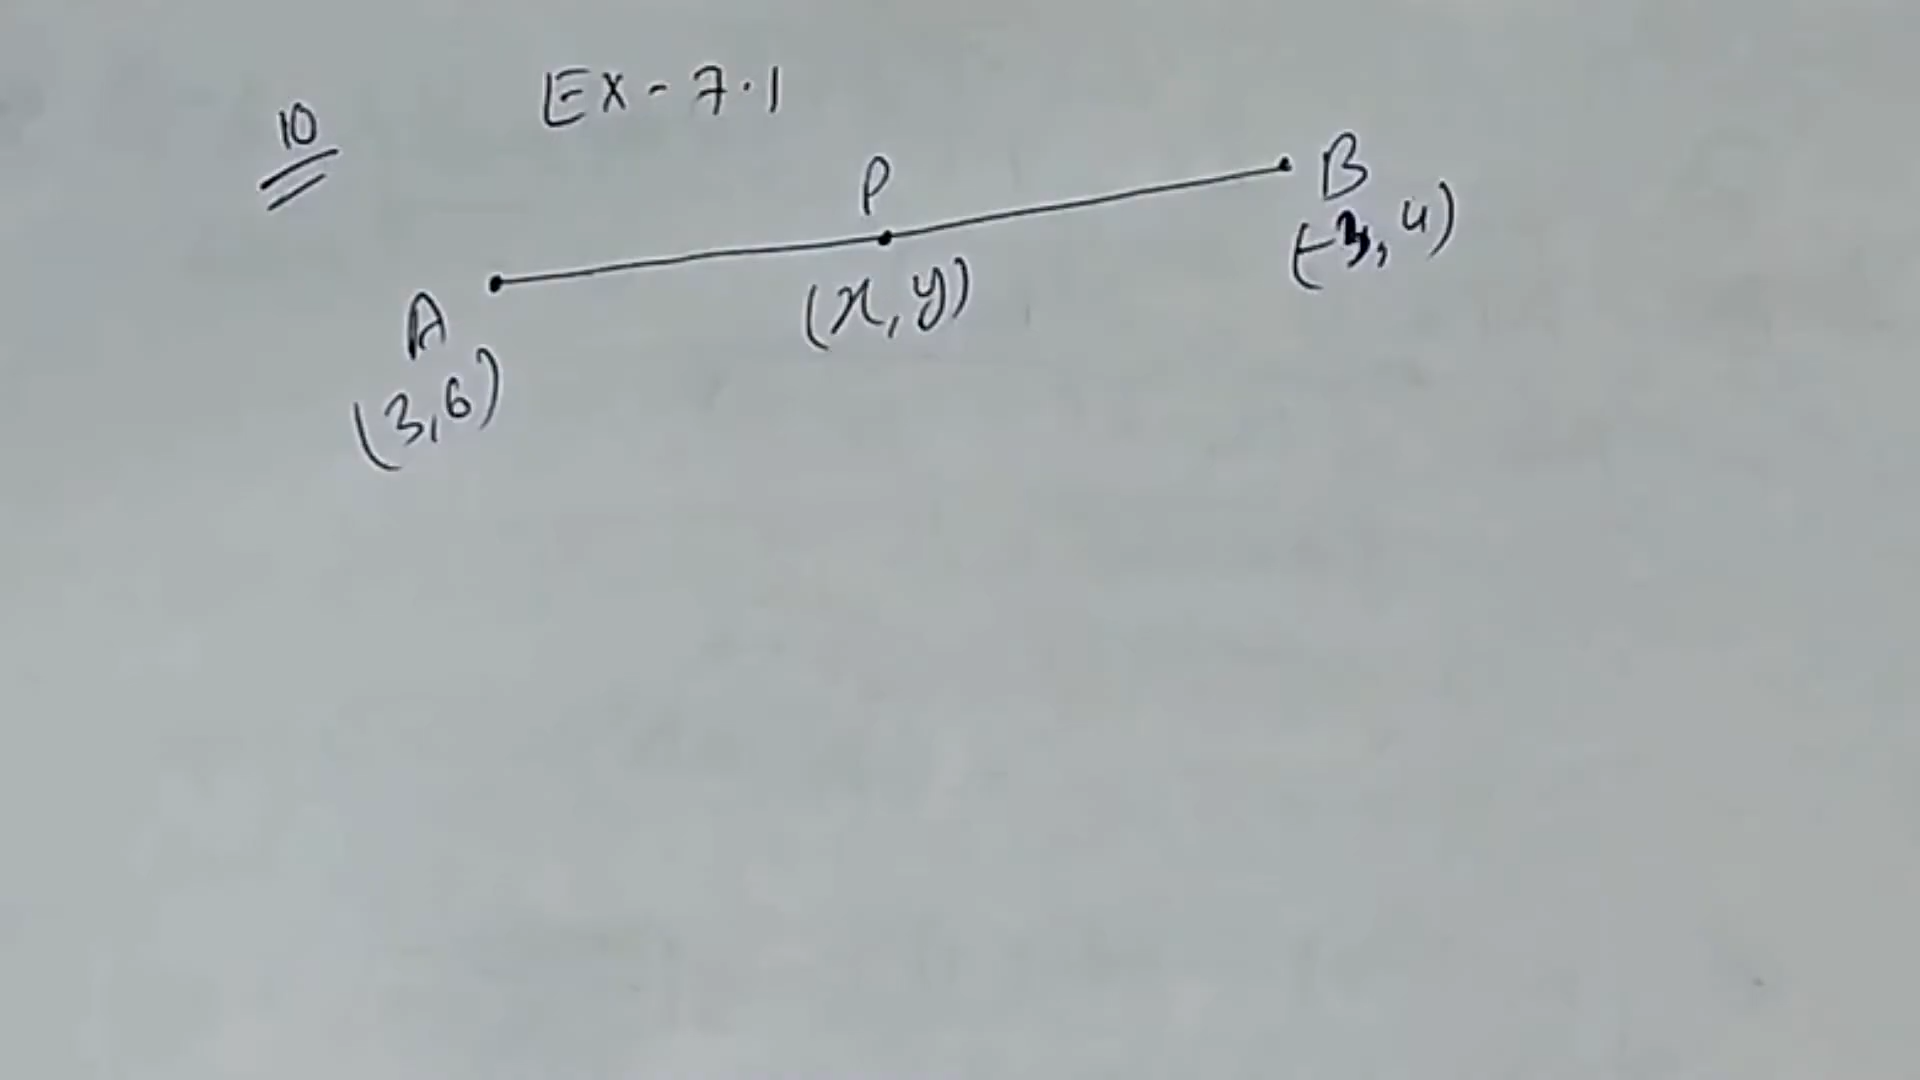 10
Ex - 7.1
P
B
(-3, 4)
(x, y)
A
(3,6)